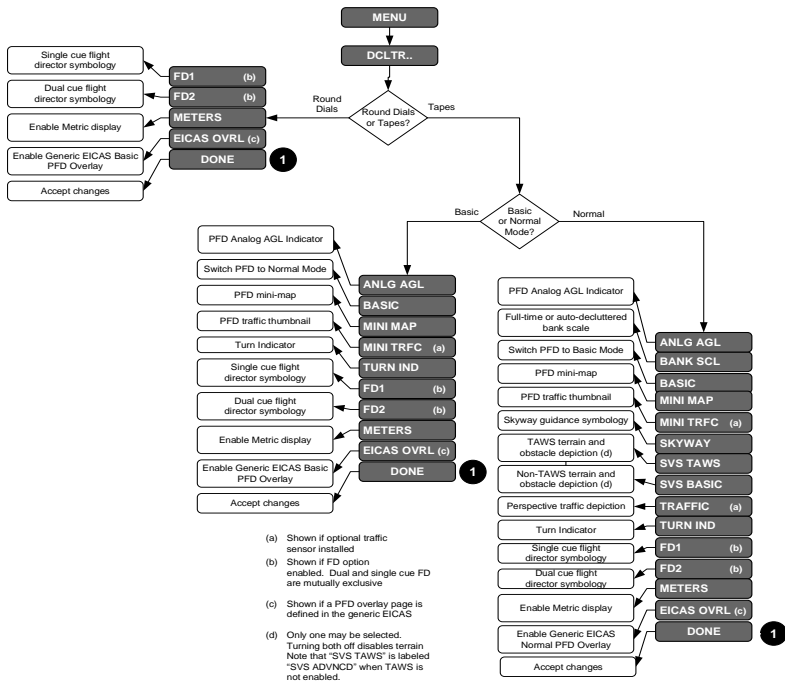 MENU
DCLTR..
Round Dials
or Tapes?
Round
Dials
Tapes
Single cue flight
director symbology
Dual cue flight
director symbology
Enable Metric display
Enable Generic EICAS Basic
PFD Overlay
Accept changes
FD1 (b)
FD2 (b)
METERS
EICAS OVRL (c)
DONE
1
Basic
or Normal
Mode?
Basic
Normal
PFD Analog AGL Indicator
Switch PFD to Normal Mode
PFD mini-map
PFD traffic thumbnail
Turn Indicator
Single cue flight
director symbology
Dual cue flight
director symbology
Enable Metric display
Enable Generic EICAS Basic
PFD Overlay
Accept changes
ANLG AGL
BASIC
MINI MAP
MINI TRFC (a)
TURN IND
FD1 (b)
FD2 (b)
METERS
EICAS OVRL (c)
DONE
1
PFD Analog AGL Indicator
Full-time or auto-decluttered
bank scale
Switch PFD to Basic Mode
PFD mini-map
PFD traffic thumbnail
Skyway guidance symbology
TAWS terrain and
obstacle depiction (d)
Non-TAWS terrain and
obstacle depiction (d)
Perspective traffic depiction
Turn Indicator
Single cue flight
director symbology
Dual cue flight
director symbology
Enable Metric display
Enable Generic EICAS
Normal PFD Overlay
Accept changes
ANLG AGL
BANK SCL
BASIC
MINI MAP
MINI TRFC (a)
SKYWAY
SVS TAWS
SVS BASIC
TRAFFIC (a)
TURN IND
FD1 (b)
FD2 (b)
METERS
EICAS OVRL (c)
DONE
1
(a) Shown if optional traffic
sensor installed
(b) Shown if FD option
enabled. Dual and single cue FD
are mutually exclusive
(c) Shown if a PFD overlay page is
defined in the generic EICAS
(d) Only one may be selected.
Turning both off disables terrain
Note that “SVS TAWS” is labeled
“SVS ADVNCD” when TAWS is
not enabled.